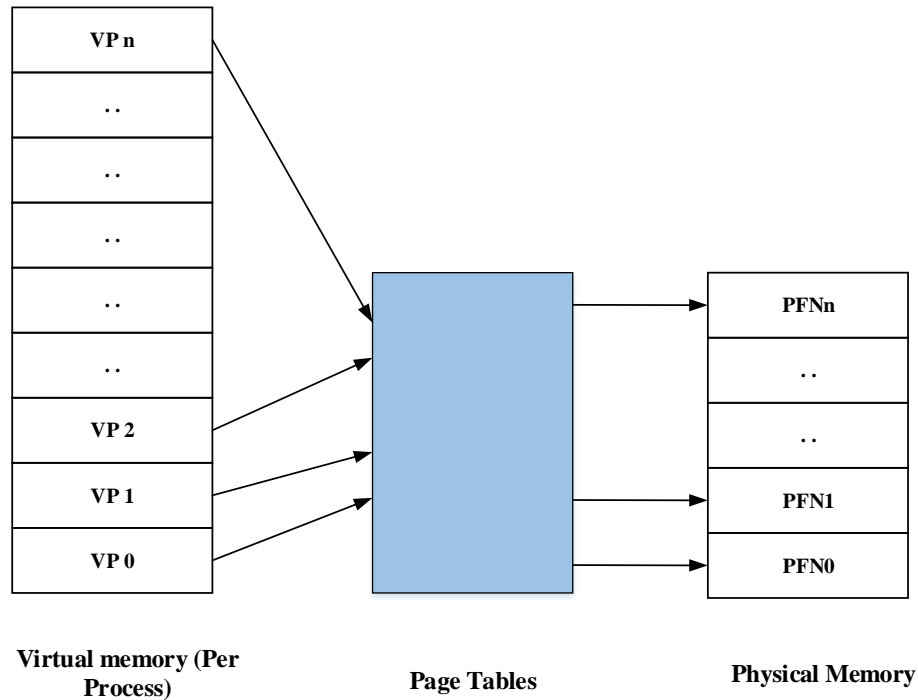 VP n
. .
. .
. .
. .
. .
VP 2
VP 1
VP 0
PFNn
. .
. .
PFN1
PFN0
Virtual memory (Per
Process)
Page Tables
Physical Memory